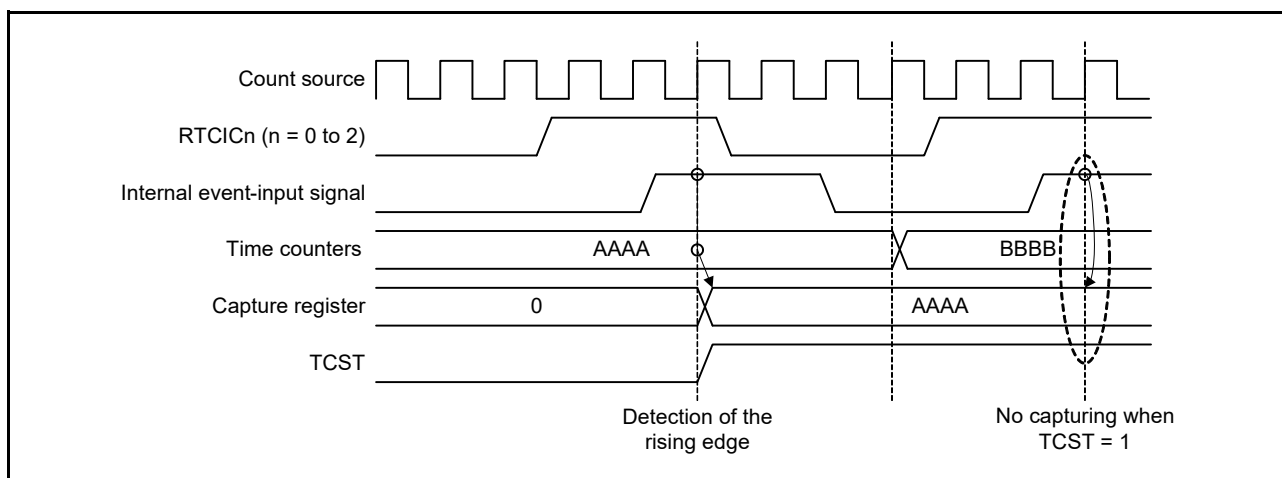 Count source
RTCICn (n = 0 to 2)
Internal event-input signal
Time counters
AAAA
BBBB
Capture register
0
AAAA
TCST
Detection of the
rising edge
No capturing when
TCST = 1